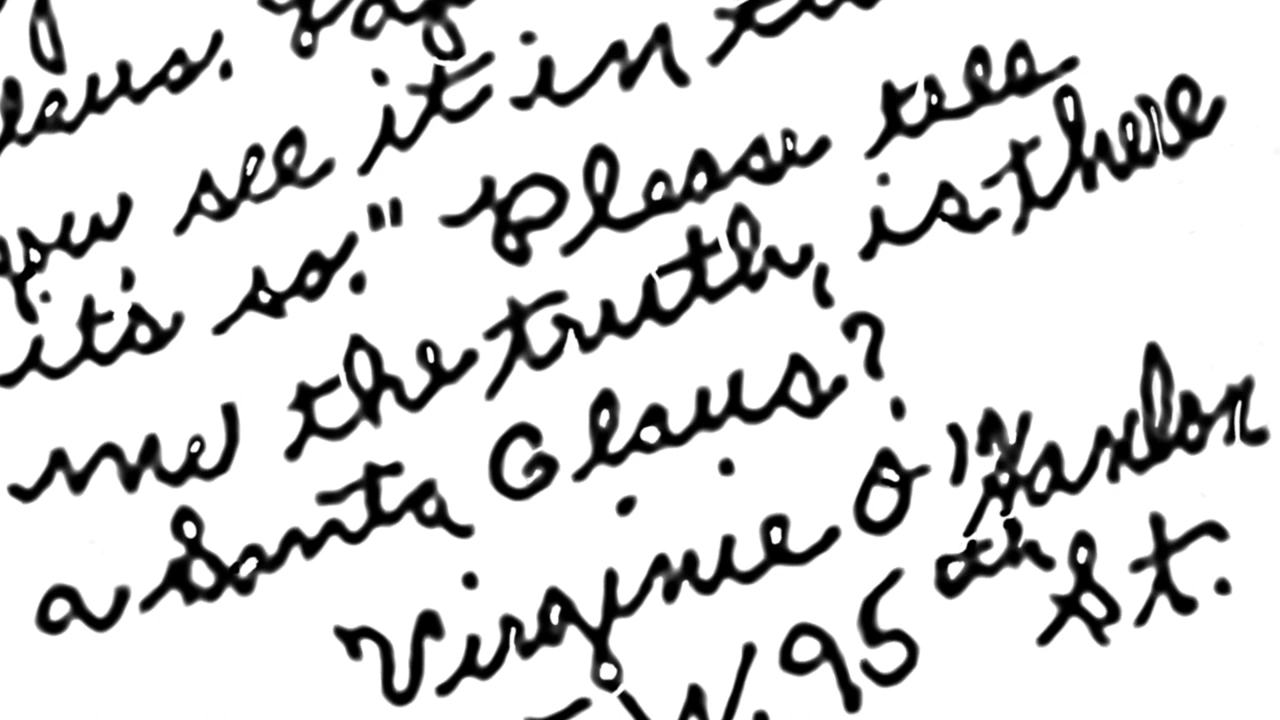 laus.
you see it in
it's so." Please tell
me the truth, is there
a Santa Claus?
Virginie O'Hanlon
W. 95th St.